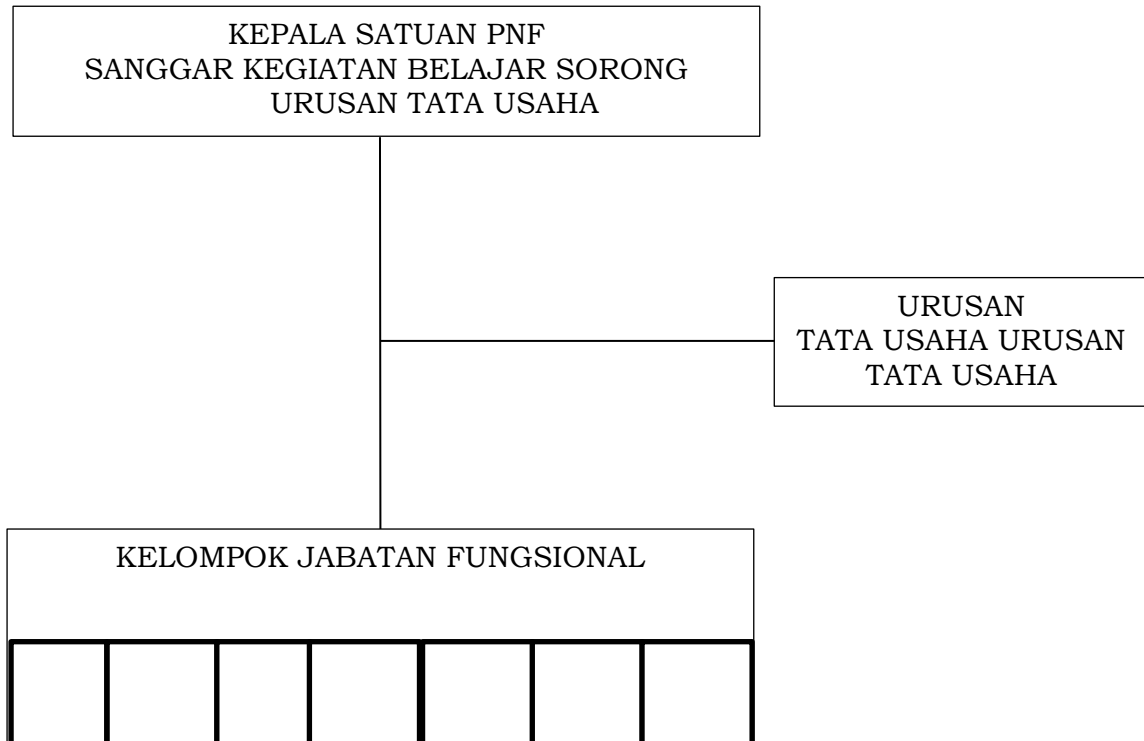 KEPALA SATUAN PNF
SANGGAR KEGIATAN BELAJAR SORONG
URUSAN TATA USAHA
URUSAN
TATA USAHA URUSAN
TATA USAHA
KELOMPOK JABATAN FUNGSIONAL